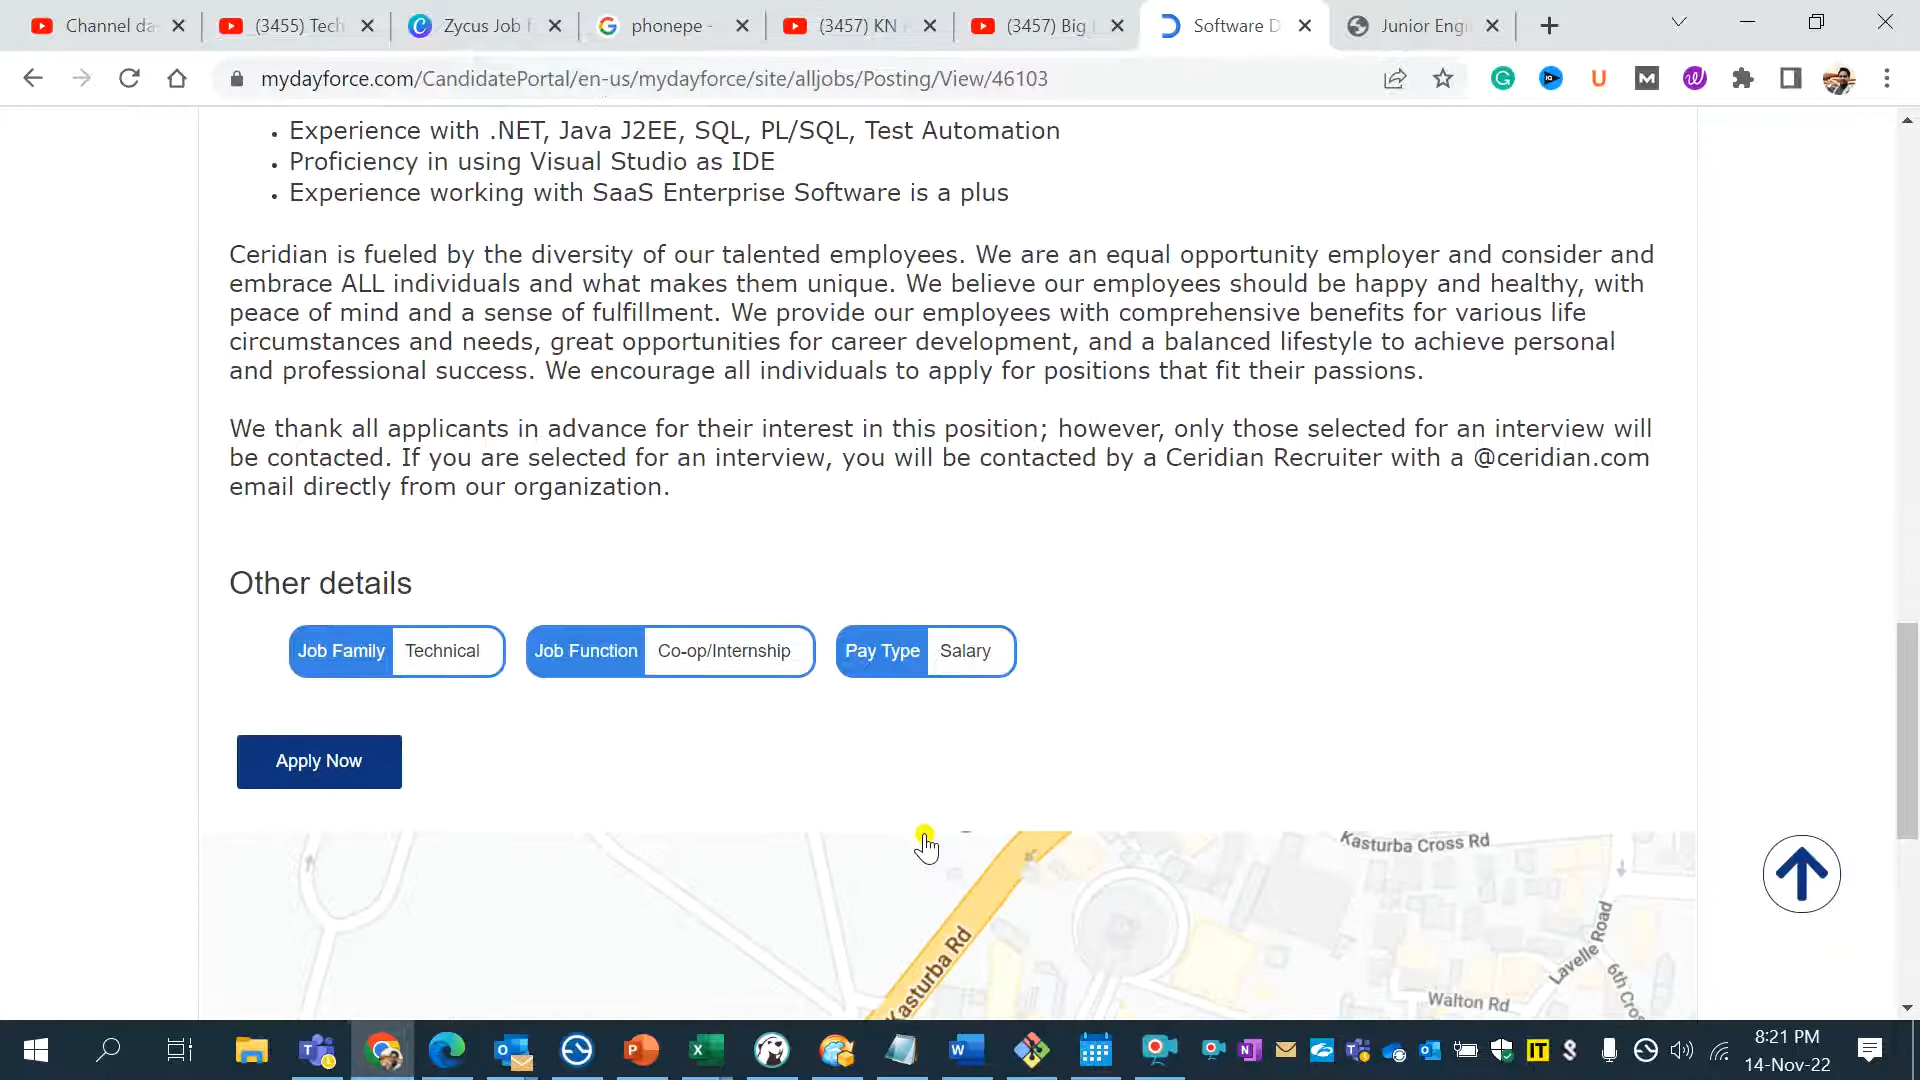 Channel da
(3455) Tech
Zycus Job
phonepe -
(3457) KN
(3457) Big
Software D
Junior Engi
mydayforce.com/CandidatePortal/en-us/mydayforce/site/alljobs/Posting/View/46103
Experience with .NET, Java J2EE, SQL, PL/SQL, Test Automation
Proficiency in using Visual Studio as IDE
Experience working with SaaS Enterprise Software is a plus
Ceridian is fueled by the diversity of our talented employees. We are an equal opportunity employer and consider and
embrace ALL individuals and what makes them unique. We believe our employees should be happy and healthy, with
peace of mind and a sense of fulfillment. We provide our employees with comprehensive benefits for various life
circumstances and needs, great opportunities for career development, and a balanced lifestyle to achieve personal
and professional success. We encourage all individuals to apply for positions that fit their passions.
We thank all applicants in advance for their interest in this position; however, only those selected for an interview will
be contacted. If you are selected for an interview, you will be contacted by a Ceridian Recruiter with a @ceridian.com
email directly from our organization.
Other details
Job Family Technical
Job Function Co-op/Internship
Pay Type Salary
Apply Now
Kasturba Cross Rd
Kasturba Rd
Lavelle Road
6th Cros
Walton Rd
8:21 PM
14-Nov-22